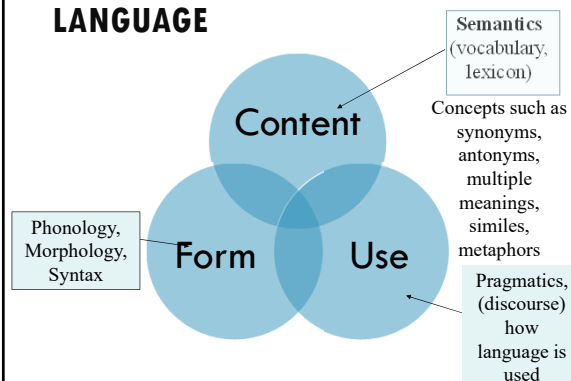 LANGUAGE
Semantics
(vocabulary,
lexicon)
Content
Concepts such as
synonyms,
antonyms,
multiple
meanings,
similes,
metaphors
Phonology,
Morphology,
Syntax
Form
Use
Pragmatics,
(discourse)
how
language is
used